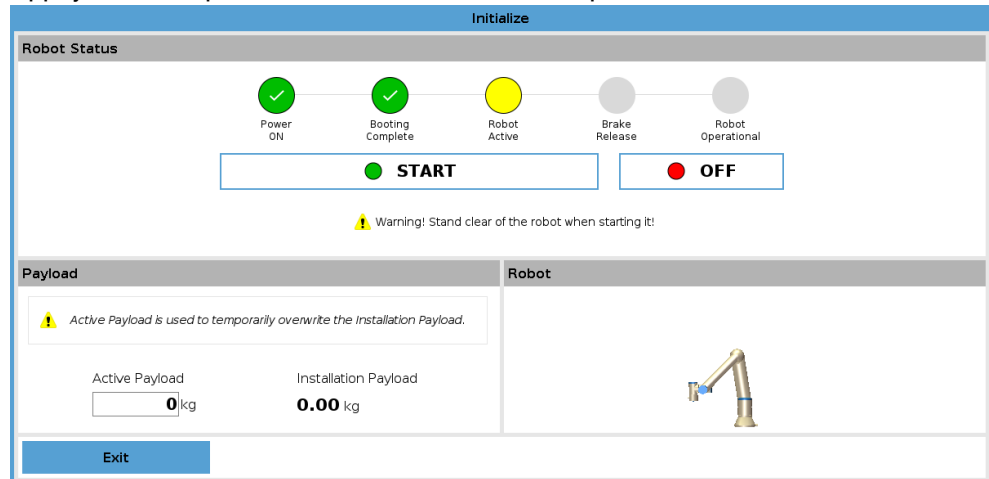 Initialize
Robot Status
Power
ON
Booting
Complete
Robot
Active
Brake
Release
Robot
Operational
START
OFF
Warning! Stand clear of the robot when starting it!
Payload
Robot
Active Payload is used to temporarily overwrite the Installation Payload.
Active Payload
Installation Payload
0 kg
0.00 kg
Exit